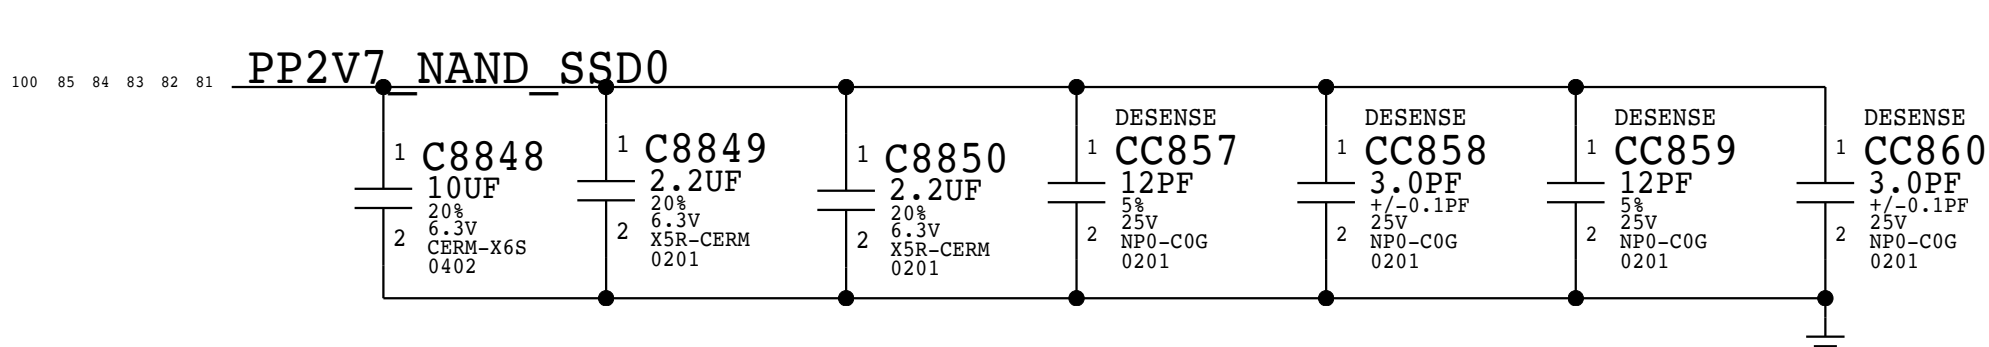 100 85 84 83 82 81
PP2V7_NAND_SSD0
1
C8848
10UF
20%
6.3V
CERM-X6S
0402
2
1
C8849
2.2UF
20%
6.3V
X5R-CERM
0201
2
1
C8850
2.2UF
20%
6.3V
X5R-CERM
0201
2
DESENSE
1
CC857
12PF
5%
25V
NP0-C0G
0201
2
DESENSE
1
CC858
3.0PF
+/-0.1PF
25V
NP0-C0G
0201
2
DESENSE
1
CC859
12PF
5%
25V
NP0-C0G
0201
2
DESENSE
1
CC860
3.0PF
+/-0.1PF
25V
NP0-C0G
0201
2